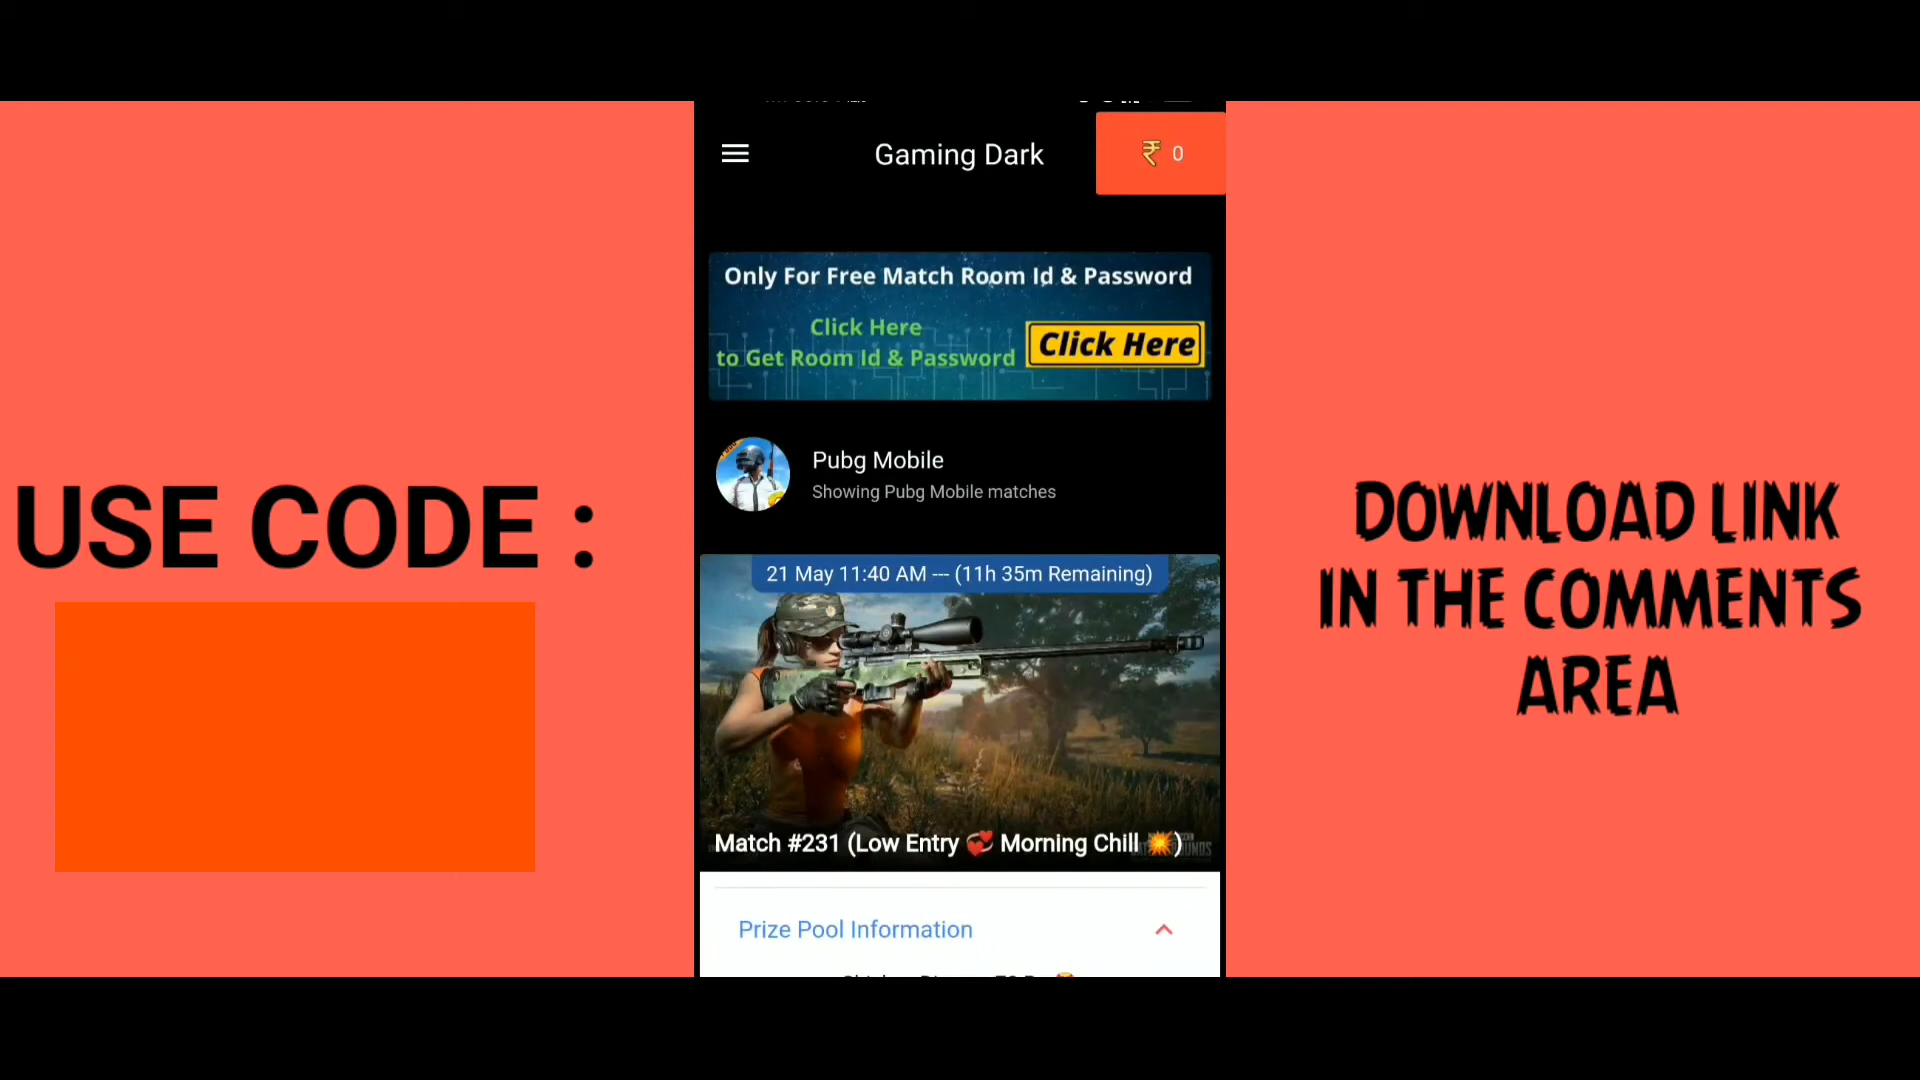 USE CODE :
Gaming Dark
₹ 0
Only For Free Match Room Id & Password
Click Here
to Get Room Id & Password
Click Here
Pubg Mobile
Showing Pubg Mobile matches
21 May 11:40 AM --- (11h 35m Remaining)
Match #231 (Low Entry 💞 Morning Chill 💥)
Prize Pool Information
DOWNLOAD LINK
IN THE COMMENTS
AREA